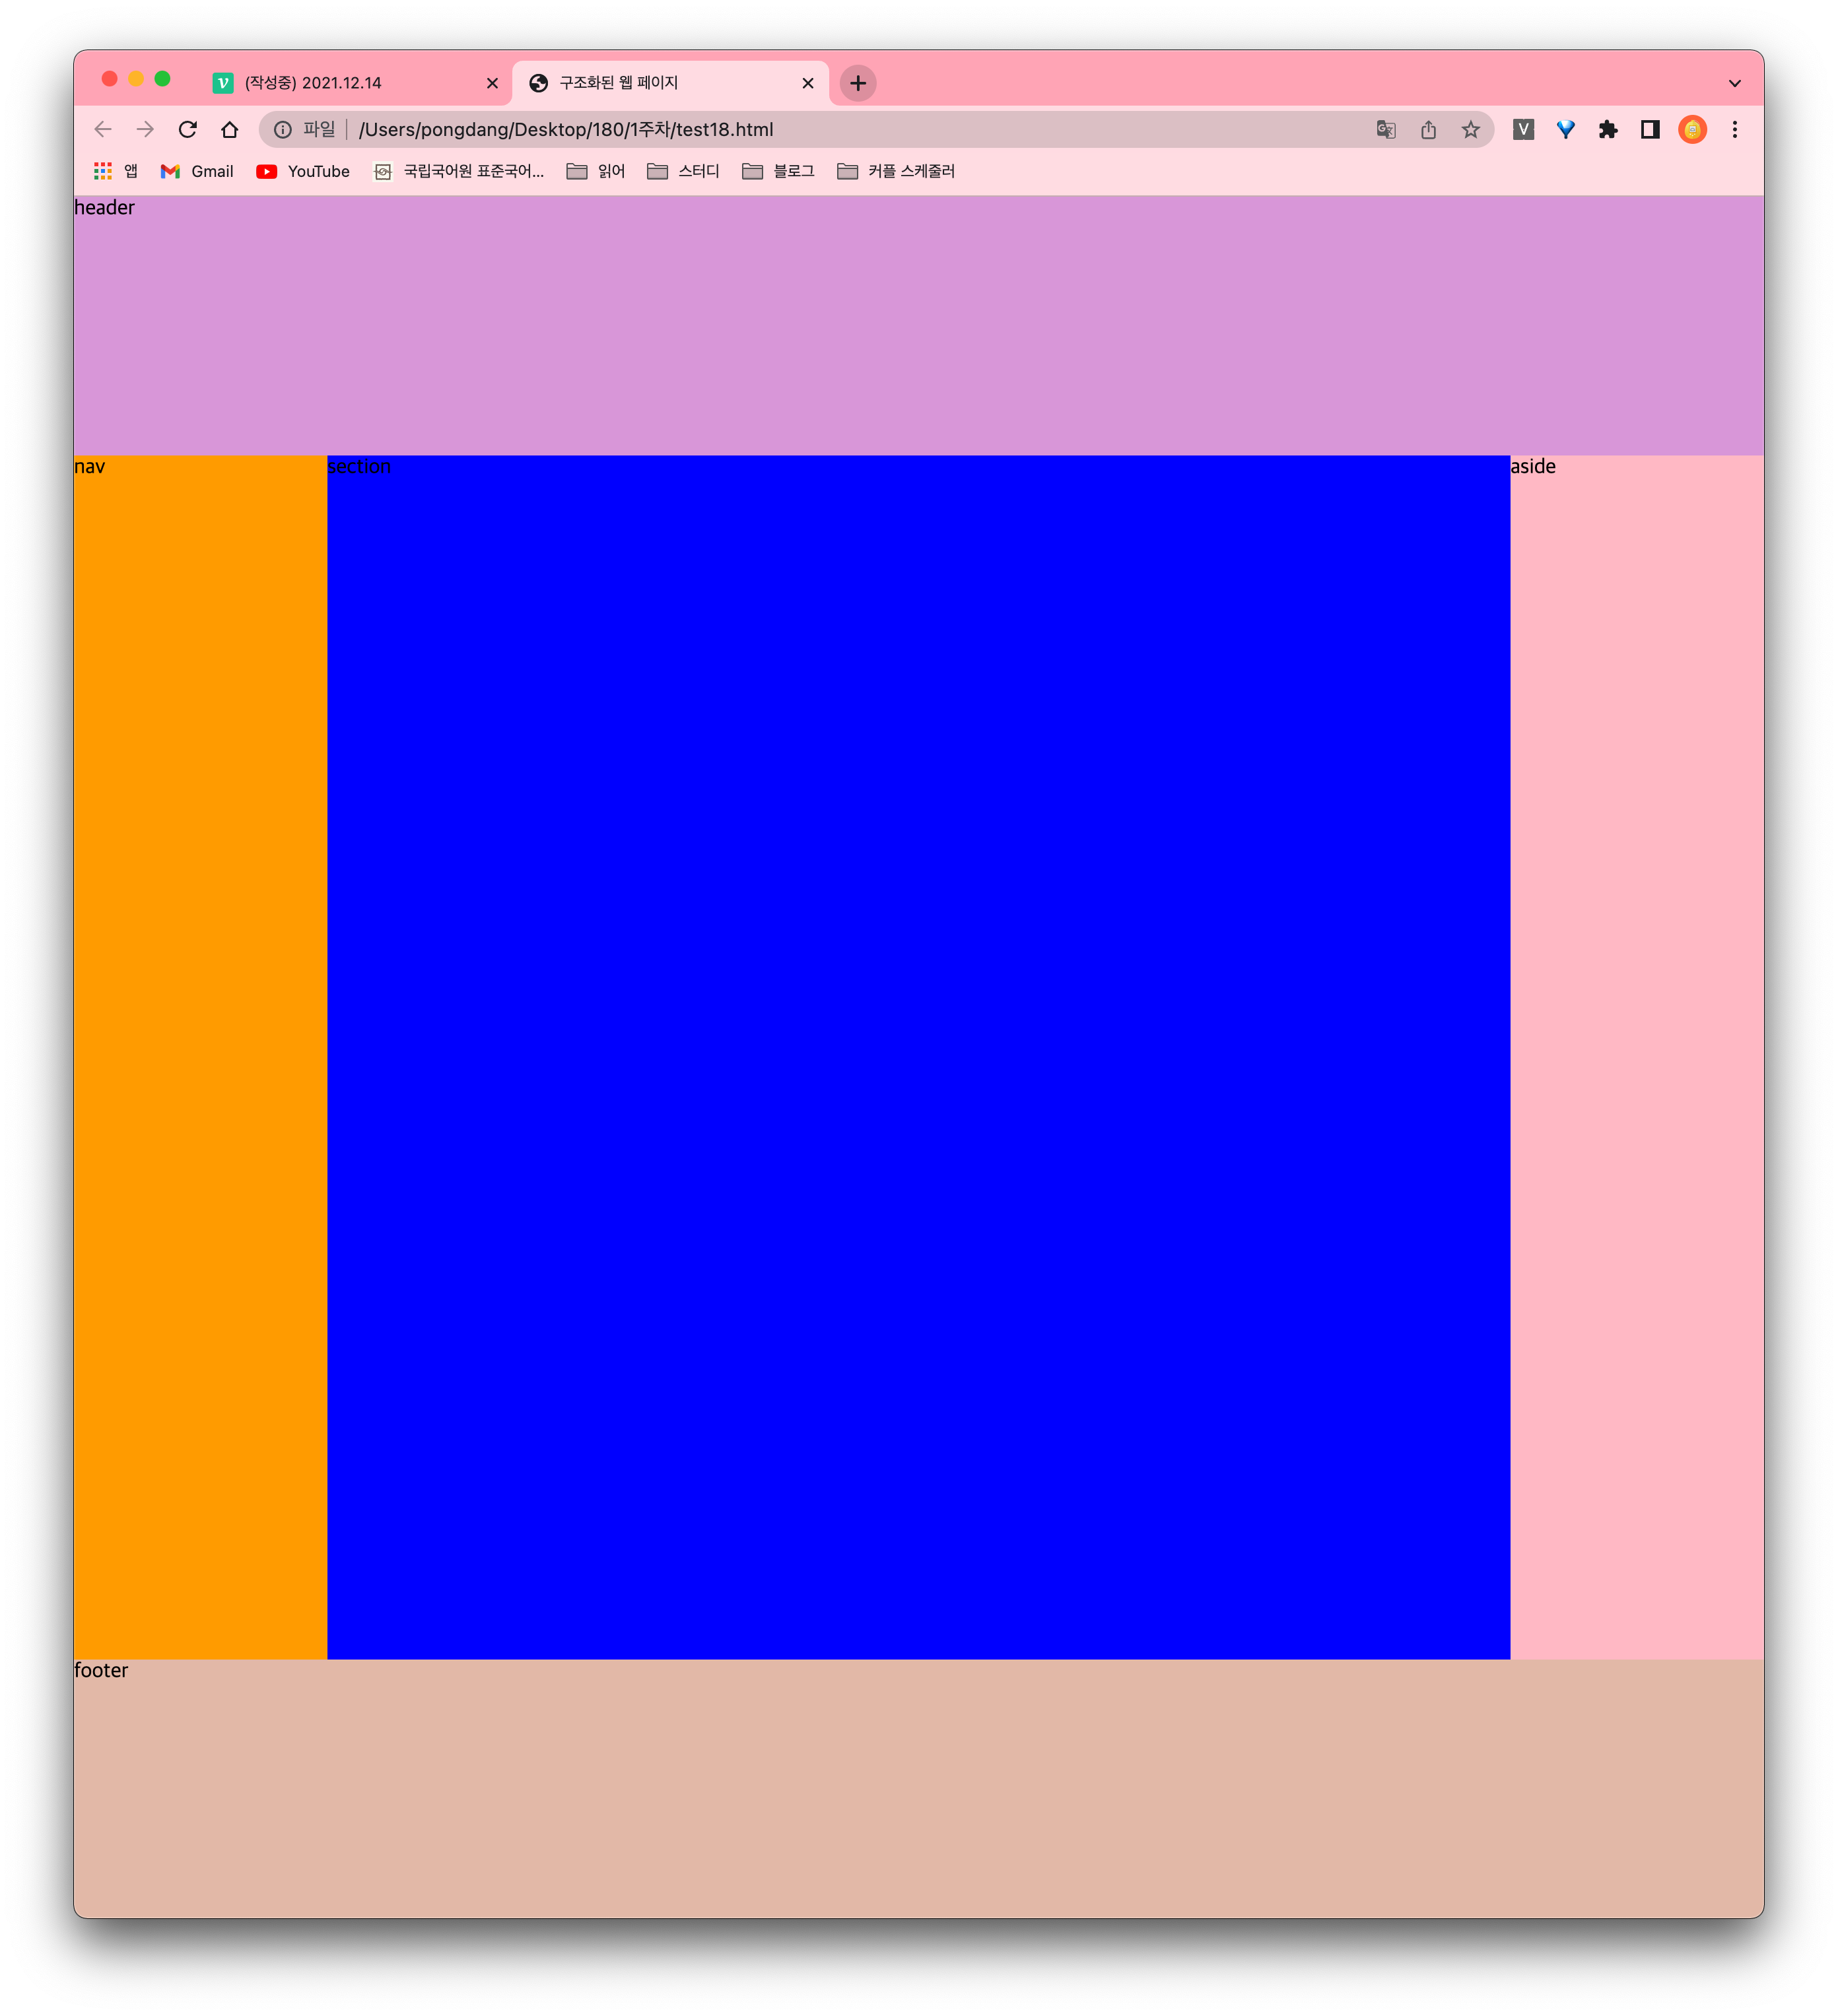 (작성중) 2021.12.14
구조화된 웹 페이지
파일 /Users/pongdang/Desktop/180/1주차/test18.html
V
앱 Gmail YouTube 국립국어원 표준국어... 읽어 스터디 블로그 커플 스케줄러
header
nav
section
aside
footer